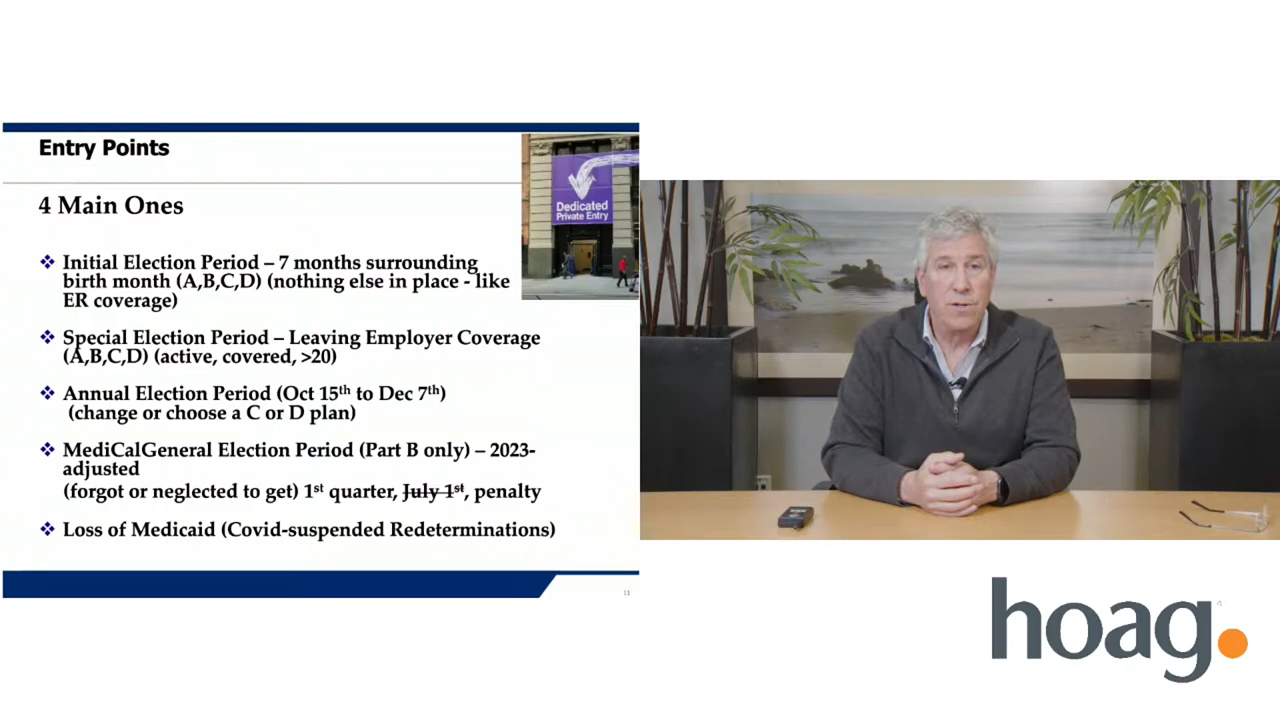 Entry Points
4 Main Ones
Dedicated
Private Entry
❖ Initial Election Period – 7 months surrounding
birth month (A,B,C,D) (nothing else in place - like
ER coverage)
❖ Special Election Period – Leaving Employer Coverage
(A,B,C,D) (active, covered, >20)
❖ Annual Election Period (Oct 15th to Dec 7th)
(change or choose a C or D plan)
❖ MediCalGeneral Election Period (Part B only) – 2023-
adjusted
(forgot or neglected to get) 1st quarter, July 1st, penalty
❖ Loss of Medicaid (Covid-suspended Redeterminations)
11
hoag.